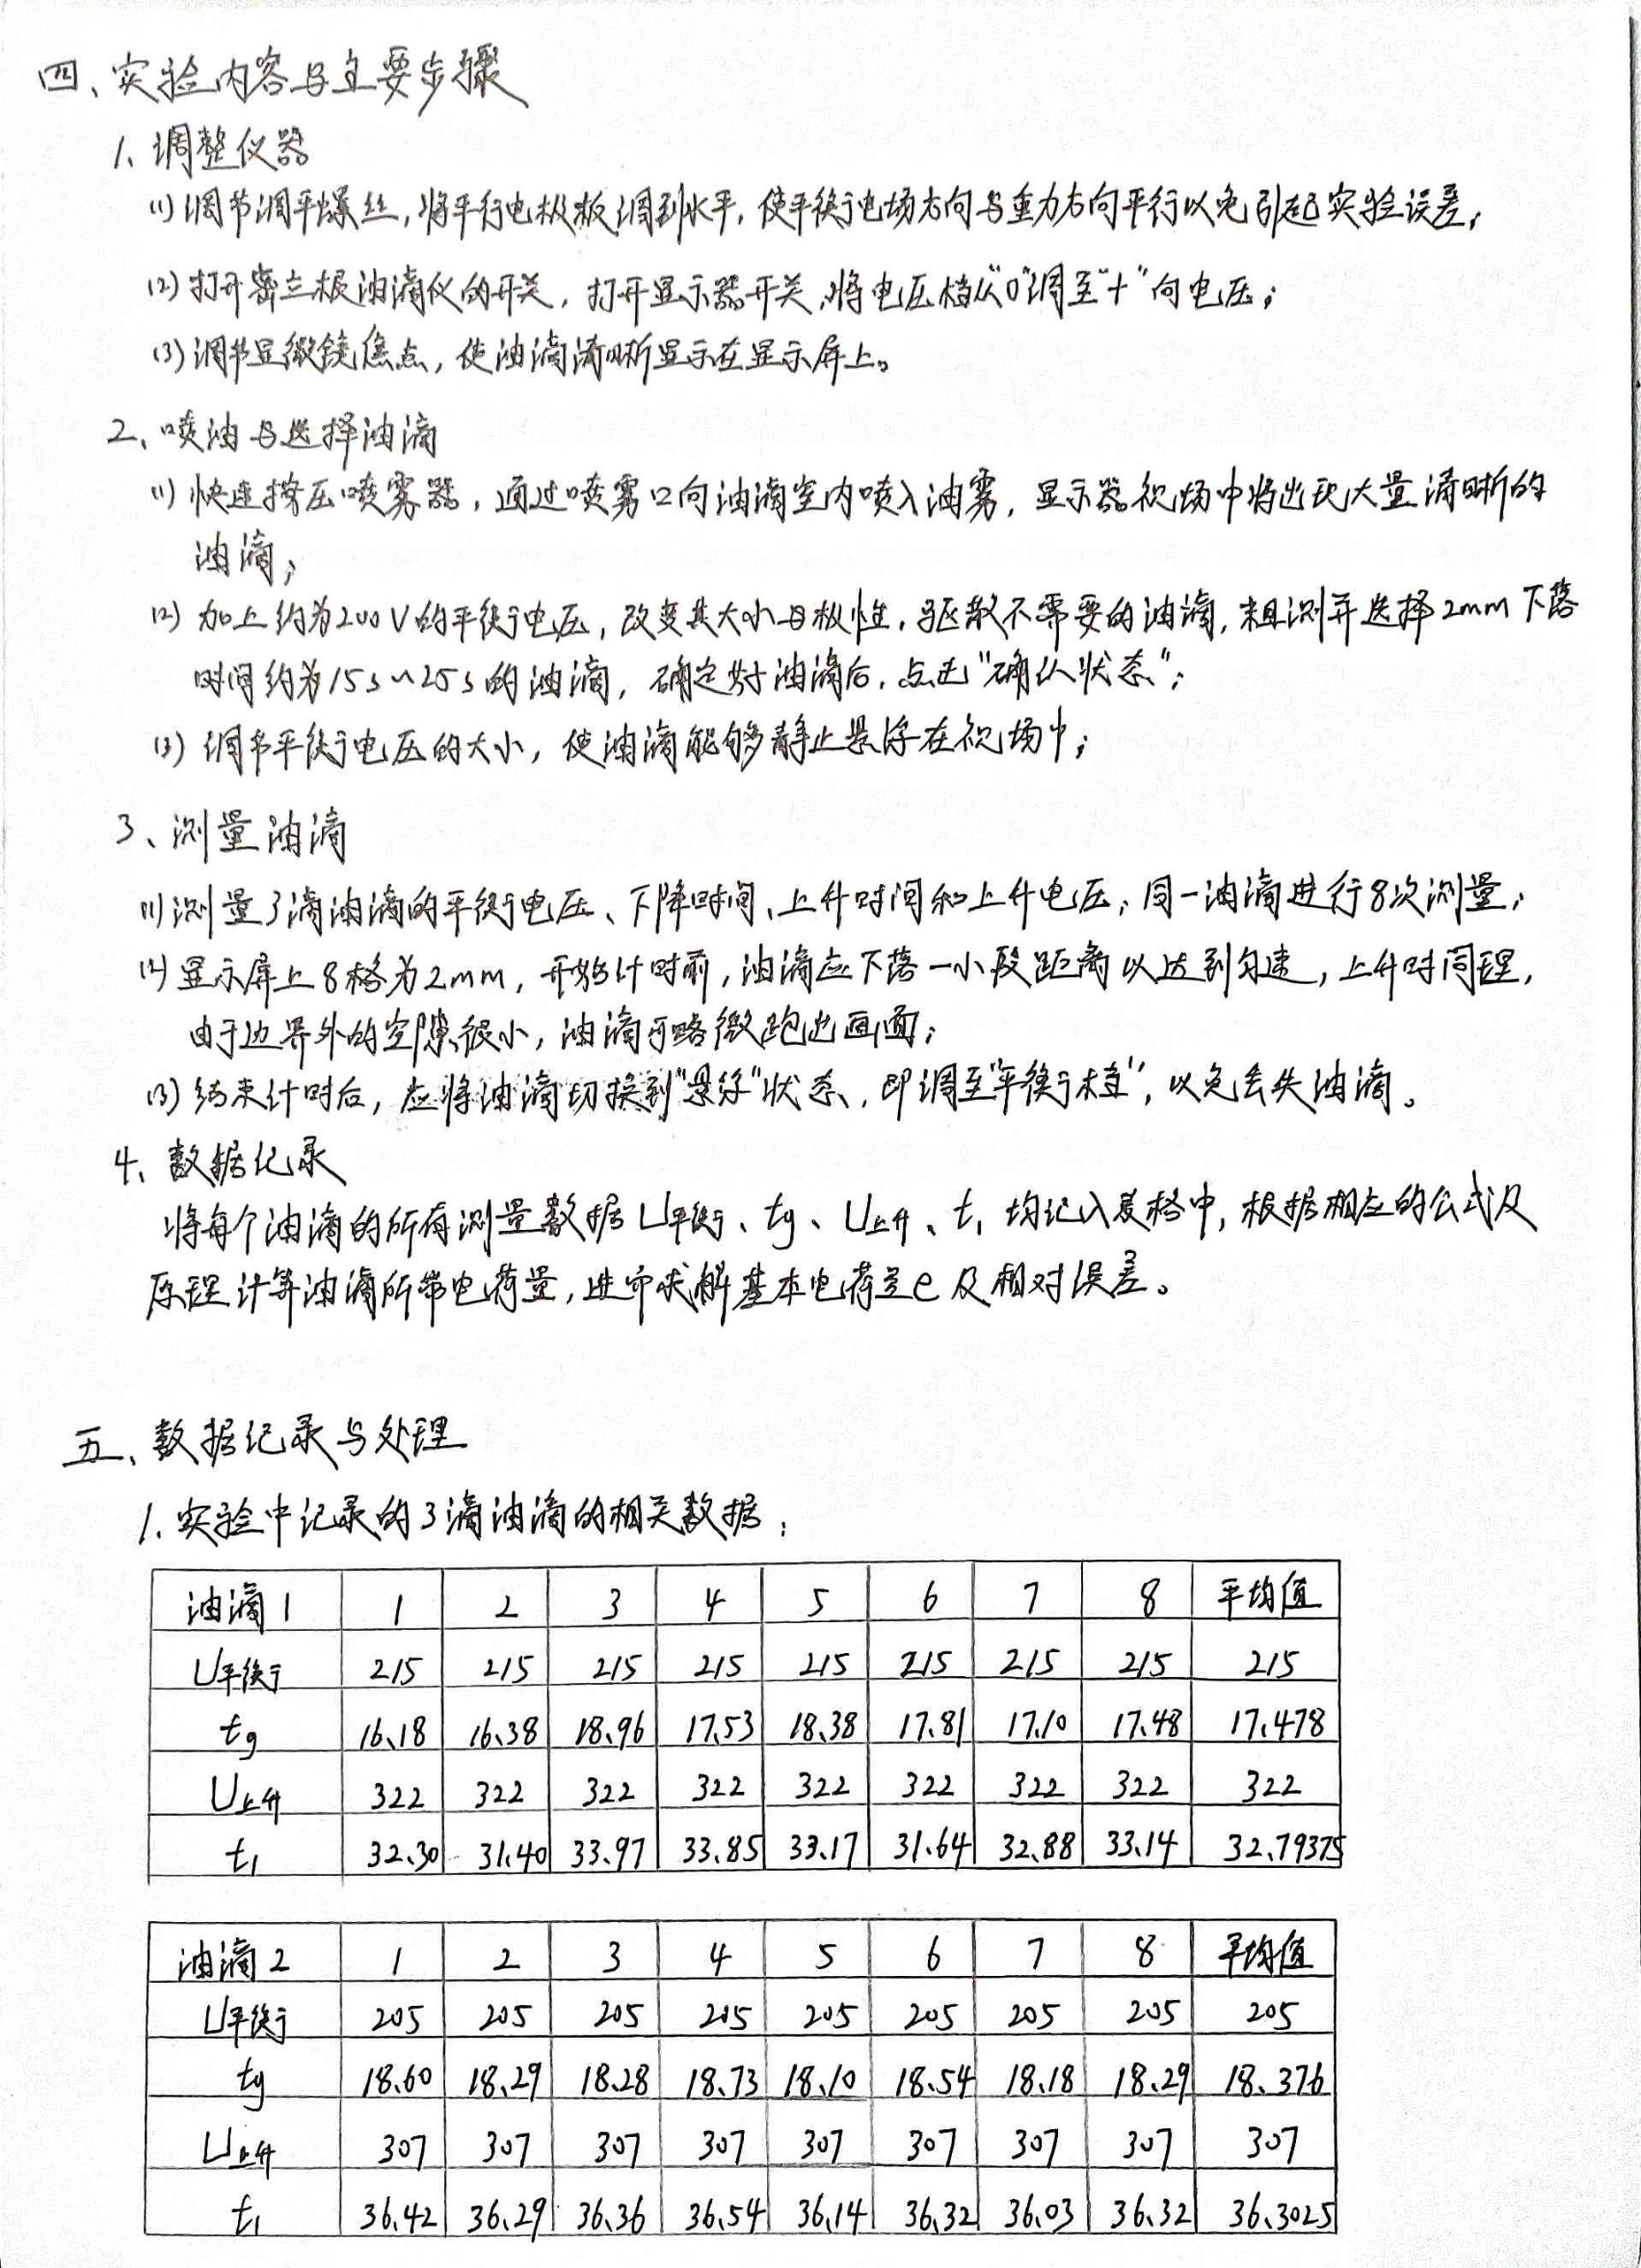 四、实验内容与主要步骤
1、调整仪器
(1) 调节调平螺丝，将平行电极板调到水平，使平衡电场方向与重力方向平行以免引起实验误差；
(2) 打开密立根油滴仪的开关，打开显示器开关，将电压档从"0"调至"+"向电压；
(3) 调节显微镜焦点，使油滴清晰显示在显示屏上。
2、喷油与选择油滴
(1) 快速按压喷雾器，通过喷雾口向油滴室内喷入油雾，显示器视场中将出现大量清晰的
油滴；
(2) 加上约为200V的平衡电压，改变其大小与极性，驱散不需要的油滴，粗测并选择2mm下落
时间约为15s~25s的油滴，确定好油滴后，点击"确认状态"；
(3) 调节平衡电压的大小，使油滴能够静止悬浮在视场中；
3、测量油滴
(1) 测量3滴油滴的平衡电压、下降时间、上升时间和上升电压；同一油滴进行8次测量；
(2) 显示屏上8格为2mm，开始计时前，油滴应下落一小段距离以达到匀速，上升时同理，
由于边界外的空隙很小，油滴可略微跑出画面；
(3) 结束计时后，应将油滴切换到"悬浮"状态，即调至"平衡档"，以免丢失油滴。
4、数据记录
将每个油滴的所有测量数据U平衡、tg、U上升、t1均记入表格中，根据相应的公式及
原理计算油滴所带电荷量，进而求解基本电荷量e及相对误差。
五、数据记录与处理
1、实验中记录的3滴油滴的相关数据：
油滴1 1 2 3 4 5 6 7 8 平均值
U平衡 215 215 215 215 215 215 215 215 215
tg 16.18 16.38 18.96 17.53 18.38 17.81 17.10 17.48 17.478
U上升 322 322 322 322 322 322 322 322 322
t1 32.30 31.40 33.97 33.85 33.17 31.64 32.88 33.14 32.79375
油滴2 1 2 3 4 5 6 7 8 平均值
U平衡 205 205 205 205 205 205 205 205 205
tg 18.60 18.29 18.28 18.73 18.10 18.54 18.18 18.29 18.376
U上升 307 307 307 307 307 307 307 307 307
t1 36.42 36.29 36.36 36.54 36.14 36.32 36.03 36.32 36.3025